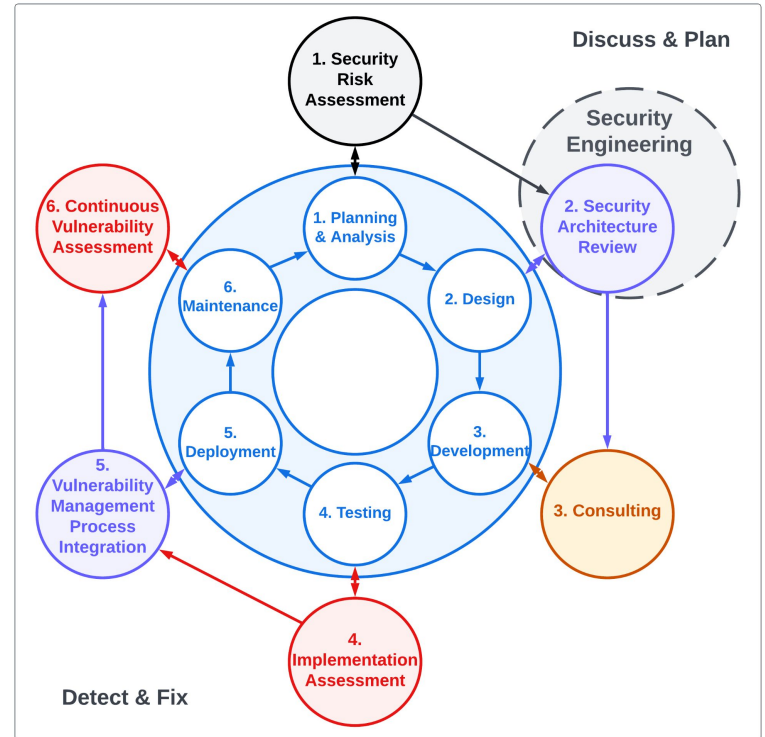 Discuss & Plan
1. Security
Risk
Assessment
Security
Engineering
2. Security
Architecture
Review
6. Continuous
Vulnerability
Assessment
1. Planning
& Analysis
6.
Maintenance
2. Design
5.
Deployment
3.
Development
4. Testing
5.
Vulnerability
Management
Process
Integration
3. Consulting
4.
Implementation
Assessment
Detect & Fix